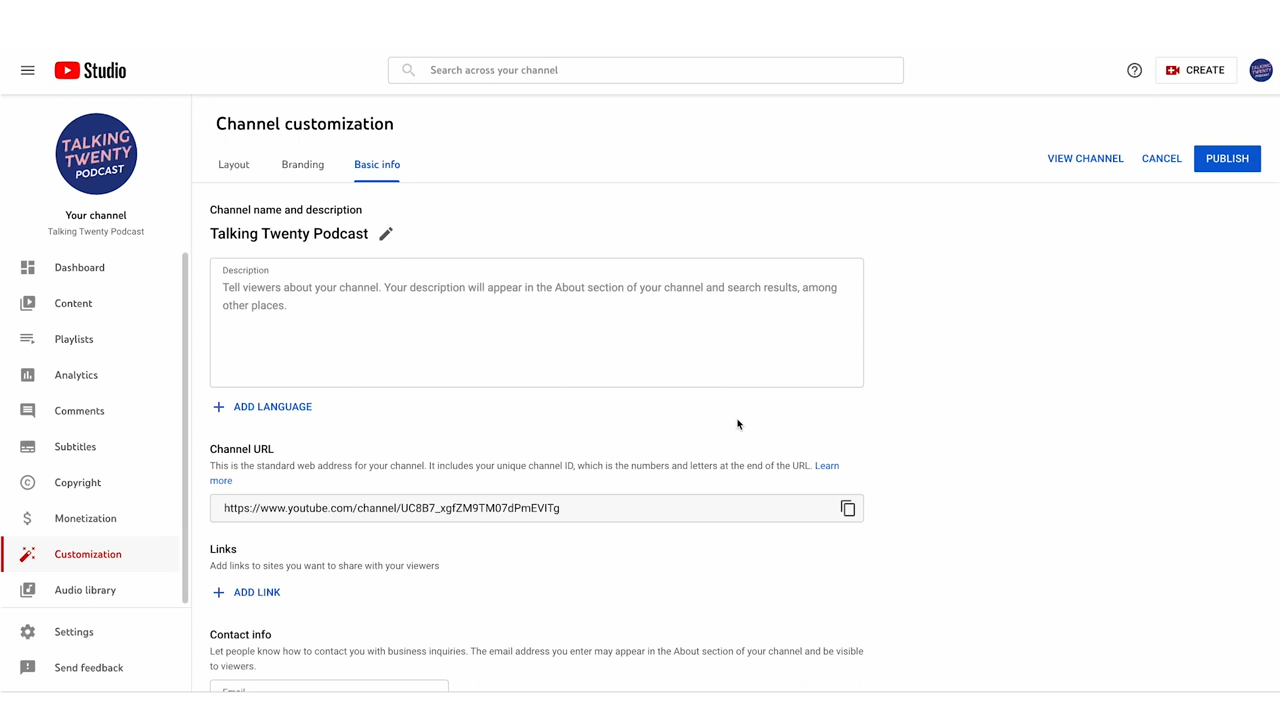 Studio
Search across your channel
CREATE
TALKING TWENTY PODCAST
TALKING
TWENTY
PODCAST
Your channel
Talking Twenty Podcast
Dashboard
Content
Playlists
Analytics
Comments
Subtitles
Copyright
Monetization
Customization
Audio library
Settings
Send feedback
Channel customization
Layout
Branding
Basic info
VIEW CHANNEL
CANCEL
PUBLISH
Channel name and description
Talking Twenty Podcast
Description
Tell viewers about your channel. Your description will appear in the About section of your channel and search results, among
other places.
+ ADD LANGUAGE
Channel URL
This is the standard web address for your channel. It includes your unique channel ID, which is the numbers and letters at the end of the URL. Learn
more
https://www.youtube.com/channel/UC8B7_xgfZM9TM07dPmEVITg
Links
Add links to sites you want to share with your viewers
+ ADD LINK
Contact info
Let people know how to contact you with business inquiries. The email address you enter may appear in the About section of your channel and be visible
to viewers.
Email